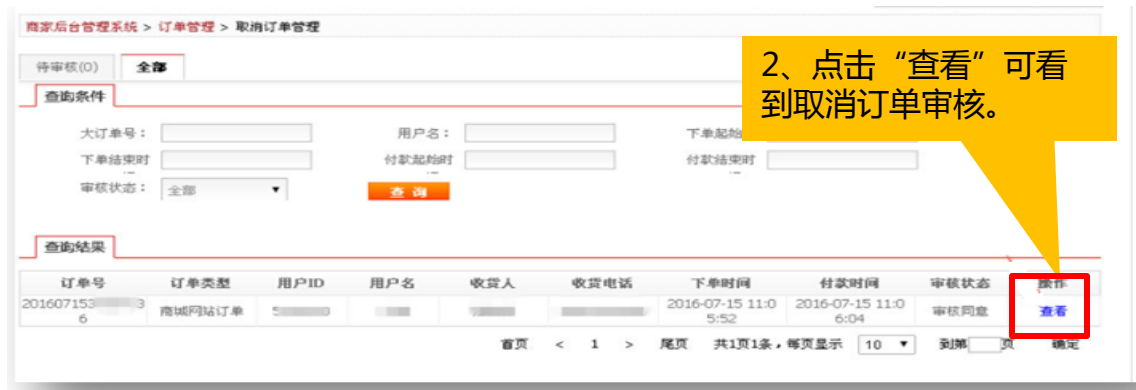 商家后台管理系统 > 订单管理 > 取消订单管理
2、点击“查看”可看
到取消订单审核。
待审核(0) 全部
查询条件
大订单号： 用户名： 下单起始
下单结束时 付款起始时 付款结束时
审核状态： 全部 查 询
查询结果
订单号 订单类型 用户ID 用户名 收货人 收货电话 下单时间 付款时间 审核状态 操作
201607153 3 商城网站订单 5 2016-07-15 11:0 2016-07-15 11:0 审核同意 查看
6 5:52 6:04
首页 < 1 > 尾页 共1页1条，每页显示 10 到第 页 确定